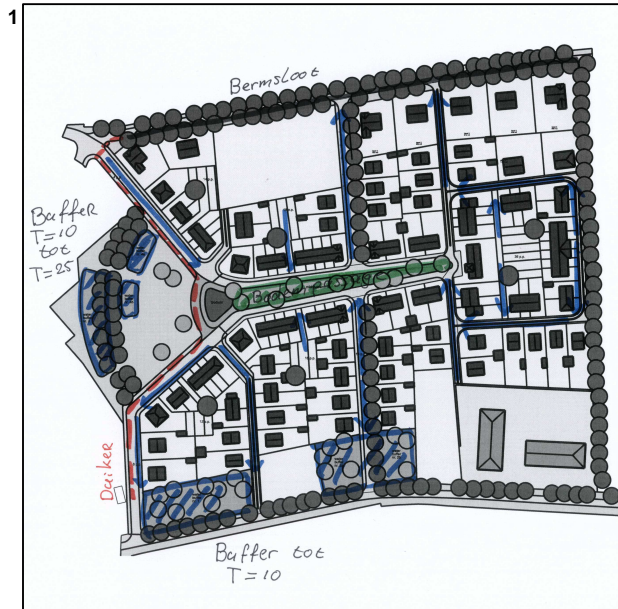 1
Bermsloot
Buffer
T=10
tot
T=25
Duiker
Buffer tot
T=10